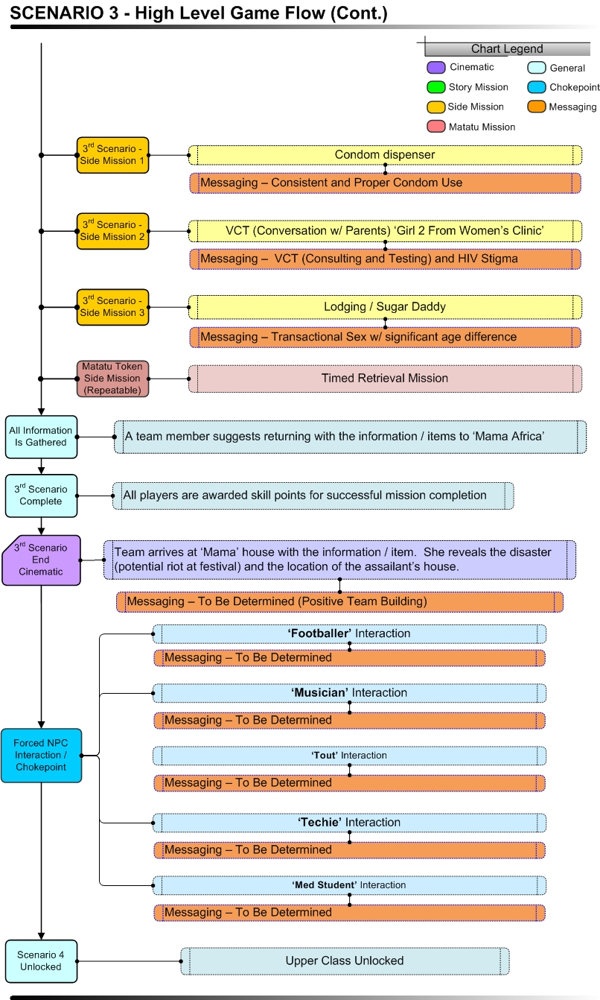 SCENARIO 3 - High Level Game Flow (Cont.)
Chart Legend
Cinematic
General
Story Mission
Chokepoint
Side Mission
Messaging
Matatu Mission
3rd Scenario -
Side Mission 1
Condom dispenser
Messaging – Consistent and Proper Condom Use
3rd Scenario -
Side Mission 2
VCT (Conversation w/ Parents) ‘Girl 2 From Women’s Clinic’
Messaging – VCT (Consulting and Testing) and HIV Stigma
3rd Scenario -
Side Mission 3
Lodging / Sugar Daddy
Messaging – Transactional Sex w/ significant age difference
Matatu Token
Side Mission
(Repeatable)
Timed Retrieval Mission
All Information
Is Gathered
A team member suggests returning with the information / items to ‘Mama Africa’
3rd Scenario
Complete
All players are awarded skill points for successful mission completion
3rd Scenario
End
Cinematic
Team arrives at ‘Mama’ house with the information / item. She reveals the disaster
(potential riot at festival) and the location of the assailant’s house.
Messaging – To Be Determined (Positive Team Building)
‘Footballer’ Interaction
Messaging – To Be Determined
‘Musician’ Interaction
Messaging – To Be Determined
Forced NPC
Interaction /
Chokepoint
‘Tout’ Interaction
Messaging – To Be Determined
‘Techie’ Interaction
Messaging – To Be Determined
‘Med Student’ Interaction
Messaging – To Be Determined
Scenario 4
Unlocked
Upper Class Unlocked